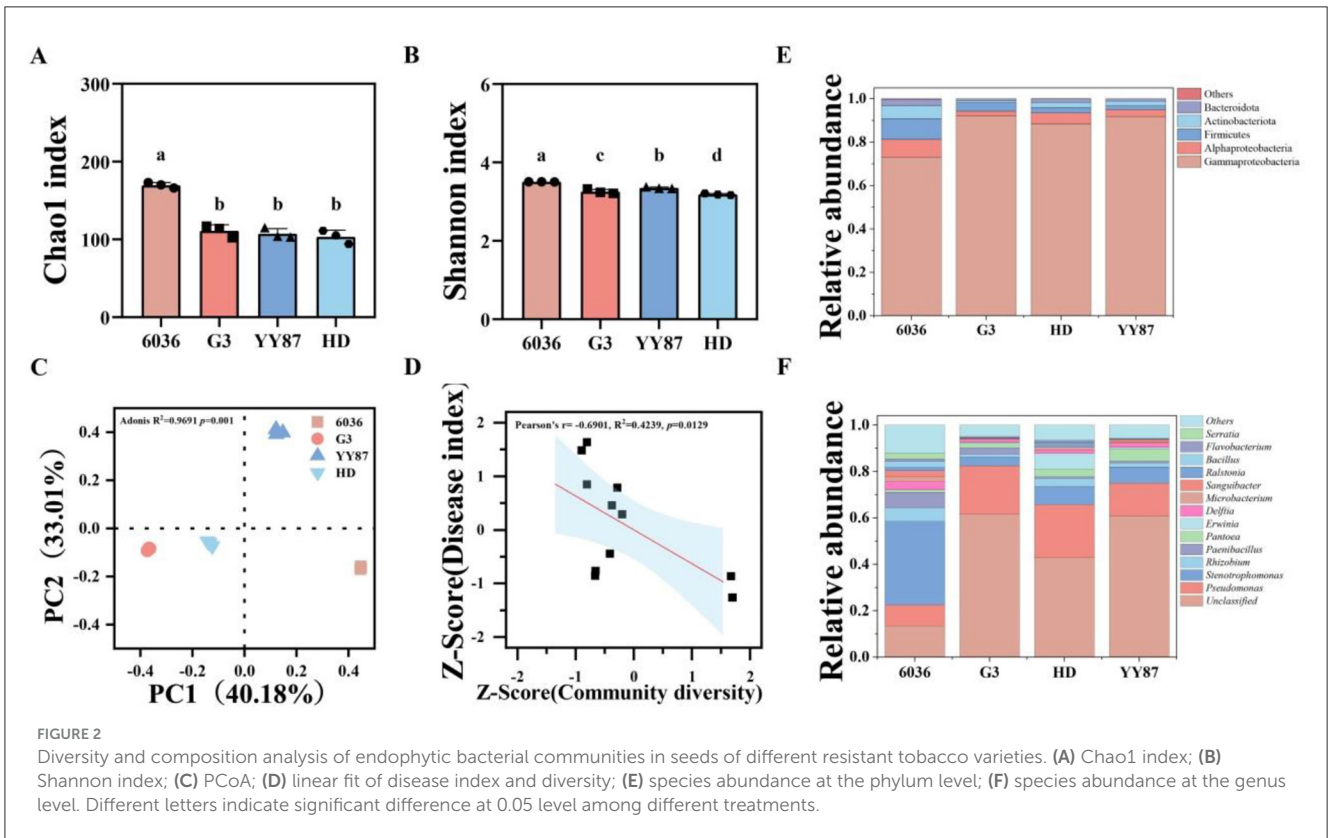 A
Chao1 index
300
200
100
0
a
b
b
b
6036
G3
YY87
HD
B
Shannon index
6
4
2
0
a
c
b
d
6036
G3
YY87
HD
E
Relative abundance
1.0
0.8
0.6
0.4
0.2
0.0
6036
G3
HD
YY87
Others
Bacteroidota
Actinobacteriota
Firmicutes
Alphaproteobacteria
Gammaproteobacteria
C
Adonis R²=0.9691 p=0.001
6036
G3
YY87
HD
PC2 (33.01%)
0.4
0.2
0.0
-0.2
-0.4
-0.4
-0.2
0.0
0.2
0.4
PC1 (40.18%)
D
Z-Score(Disease index)
Pearson's r= -0.6901, R²=0.4239, p=0.0129
2
1
0
-1
-2
-2
-1
0
1
2
Z-Score(Community diversity)
F
Relative abundance
1.0
0.8
0.6
0.4
0.2
0.0
6036
G3
HD
YY87
Others
Serratia
Flavobacterium
Bacillus
Ralstonia
Sanguibacter
Microbacterium
Delftia
Erwinia
Pantoea
Paenibacillus
Rhizobium
Stenotrophomonas
Pseudomonas
Unclassified
FIGURE 2
Diversity and composition analysis of endophytic bacterial communities in seeds of different resistant tobacco varieties. (A) Chao1 index; (B)
Shannon index; (C) PCoA; (D) linear fit of disease index and diversity; (E) species abundance at the phylum level; (F) species abundance at the genus
level. Different letters indicate significant difference at 0.05 level among different treatments.